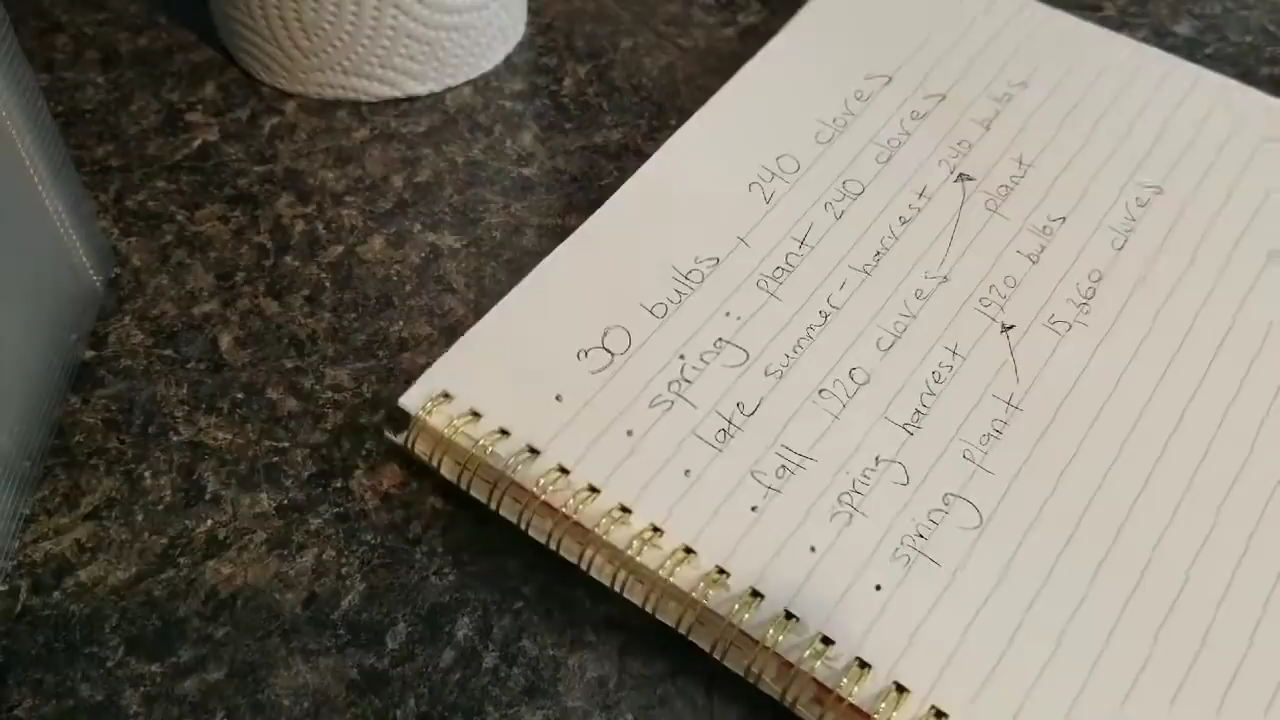 • 30 bulbs, 240 cloves
• spring: plant 240 cloves
• late summer-harvest 240 bulbs
• fall 1920 cloves plant
• spring harvest 1920 bulbs
• spring plant 15,360 cloves